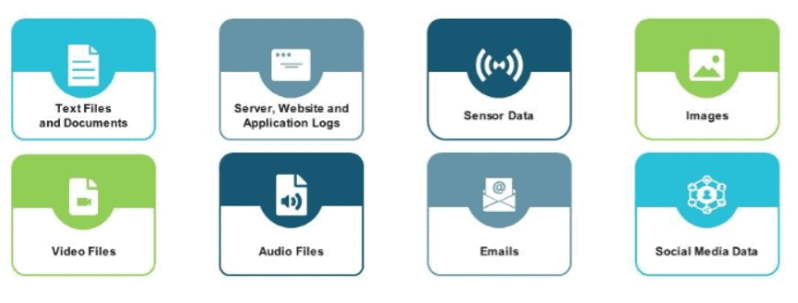 Text Files
and Documents
Server, Website and
Application Logs
Sensor Data
Images
Video Files
Audio Files
Emails
Social Media Data